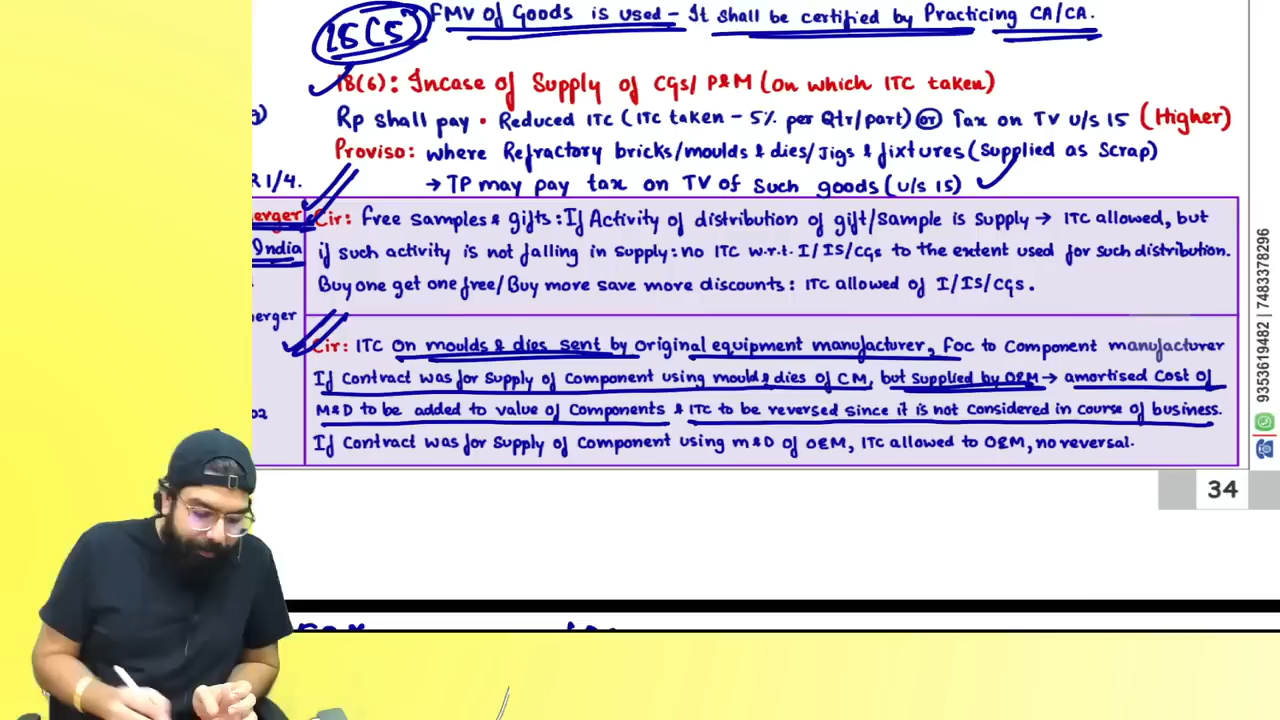 18(5) FMV of Goods is used - It shall be certified by Practicing CA/CA.
18(6): Incase of Supply of CGs/ P&M (on which ITC taken)
Rp shall pay • Reduced ITC (ITC taken - 5% per Qtr/part) or Tax on TV u/s 15 (Higher)
Proviso: where Refractory bricks/moulds & dies/Jigs & fixtures (Supplied as Scrap)
R 1/4. → TP may pay tax on TV of Such goods (u/s 15)
erger Cir: Free samples & gifts: If Activity of distribution of gift/sample is Supply → ITC allowed, but
India if such activity is not falling in supply: no ITC w.r.t. I/IS/CGs to the extent used for such distribution.
Buy one get one free/Buy more save more discounts: ITC allowed of I/IS/CGs.
erger
Cir: ITC on moulds & dies sent by original equipment manufacturer, FOC to Component manufacturer
If Contract was for Supply of Component using mould & dies of CM, but supplied by OEM → amortised Cost of
02 M&D to be added to value of Components & ITC to be reversed since it is not considered in course of business.
If Contract was for Supply of Component using M&D of OEM, ITC allowed to OEM, no reversal.
34
9353619482 | 7483378296